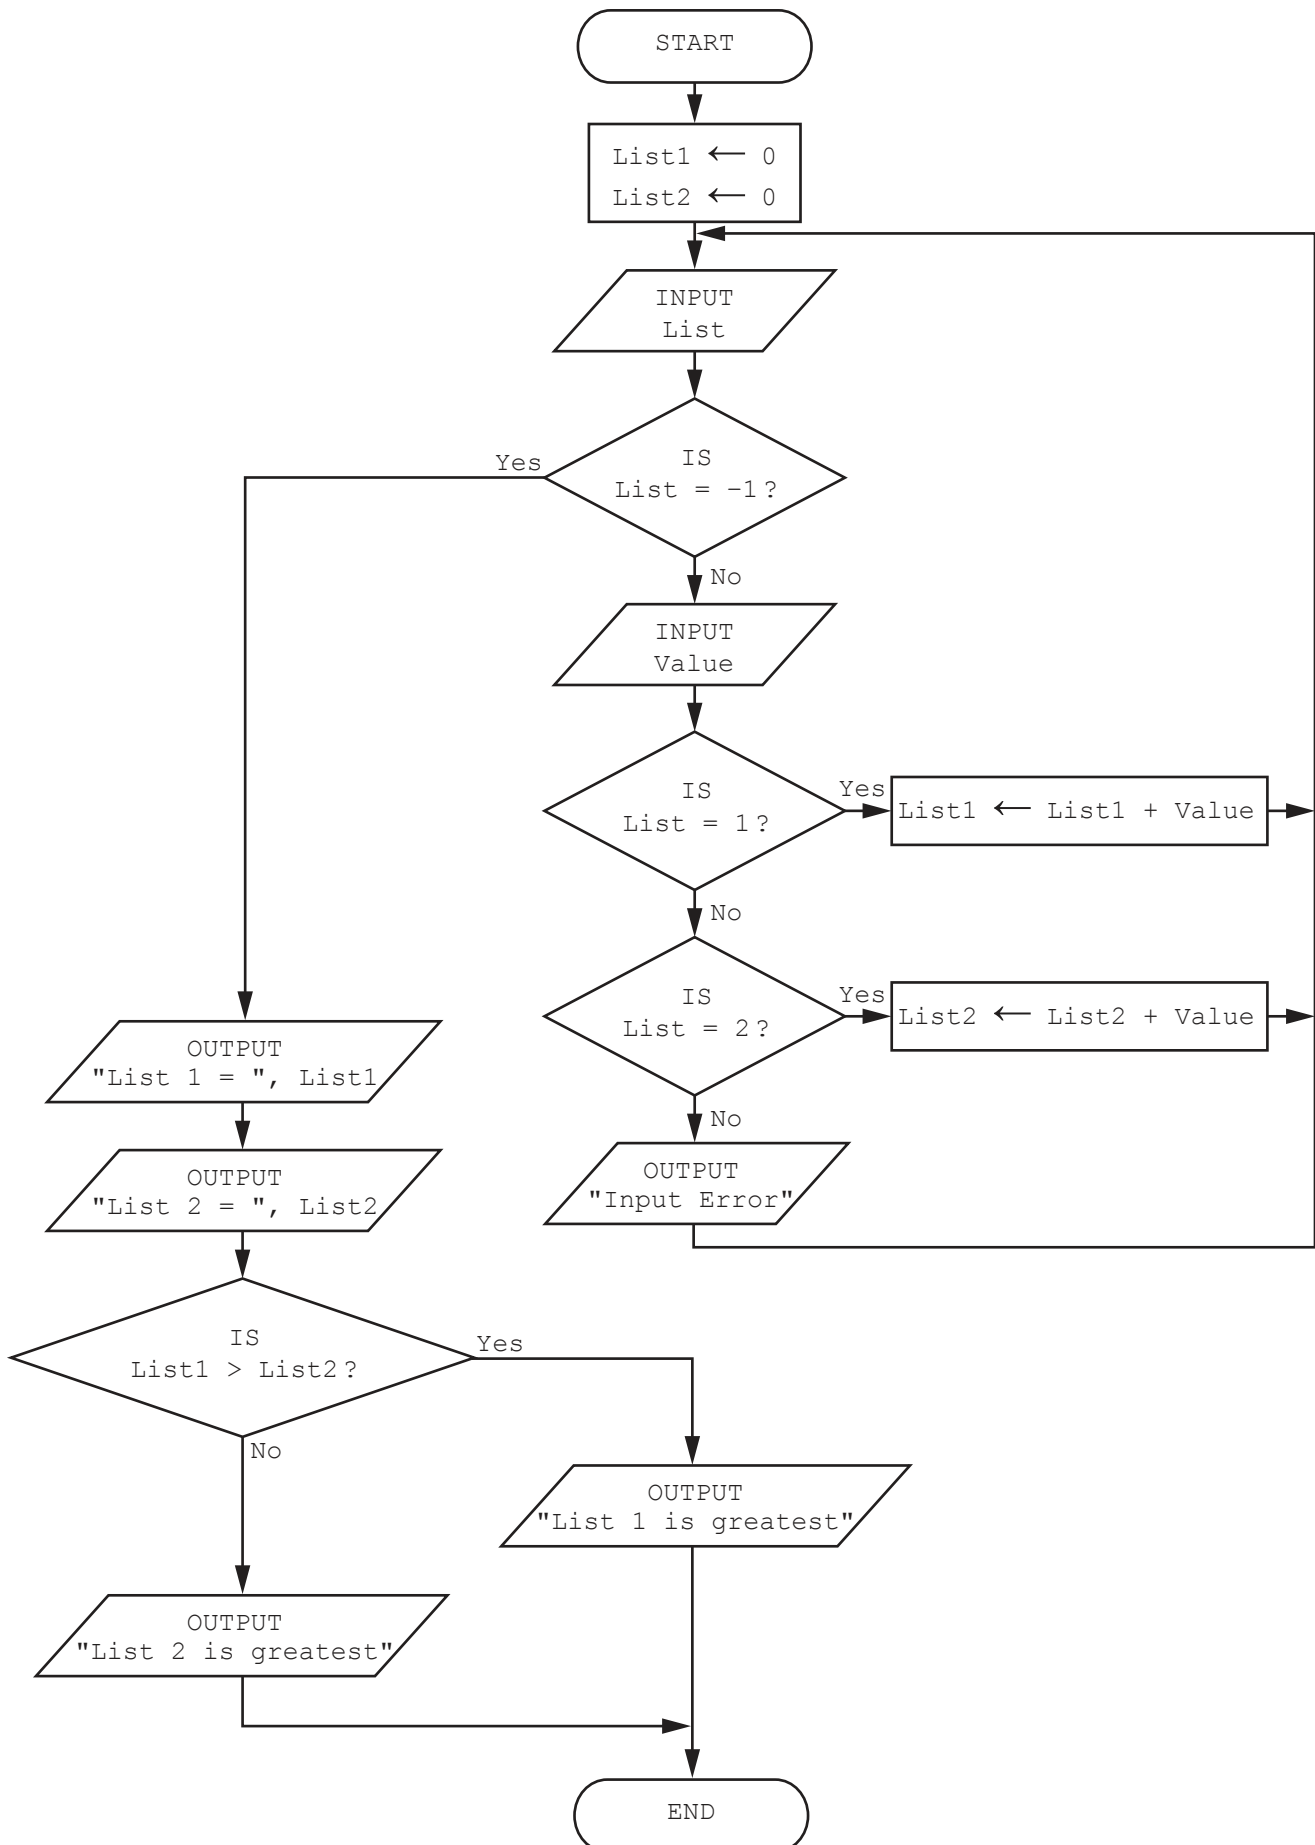 START
List1 ← 0
List2 ← 0
INPUT
List
IS
List = –1?
Yes
No
INPUT
Value
IS
List = 1?
Yes
List1 ← List1 + Value
No
IS
List = 2?
Yes
List2 ← List2 + Value
No
OUTPUT
"Input Error"
OUTPUT
"List 1 = ", List1
OUTPUT
"List 2 = ", List2
IS
List1 > List2?
Yes
No
OUTPUT
"List 1 is greatest"
OUTPUT
"List 2 is greatest"
END